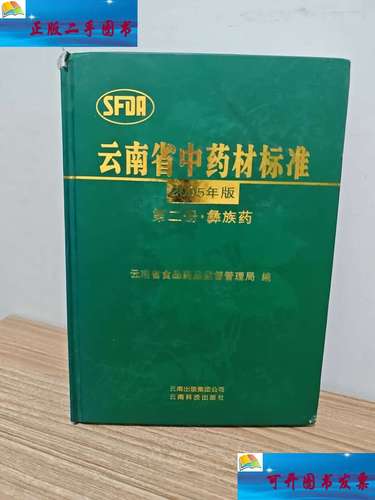 正版二手图书
SFDA
云南省中药材标准
2005年版
第二册·彝族药
云南省食品药品监督管理局 编
云南出版集团公司
云南科技出版社
可开图书发票